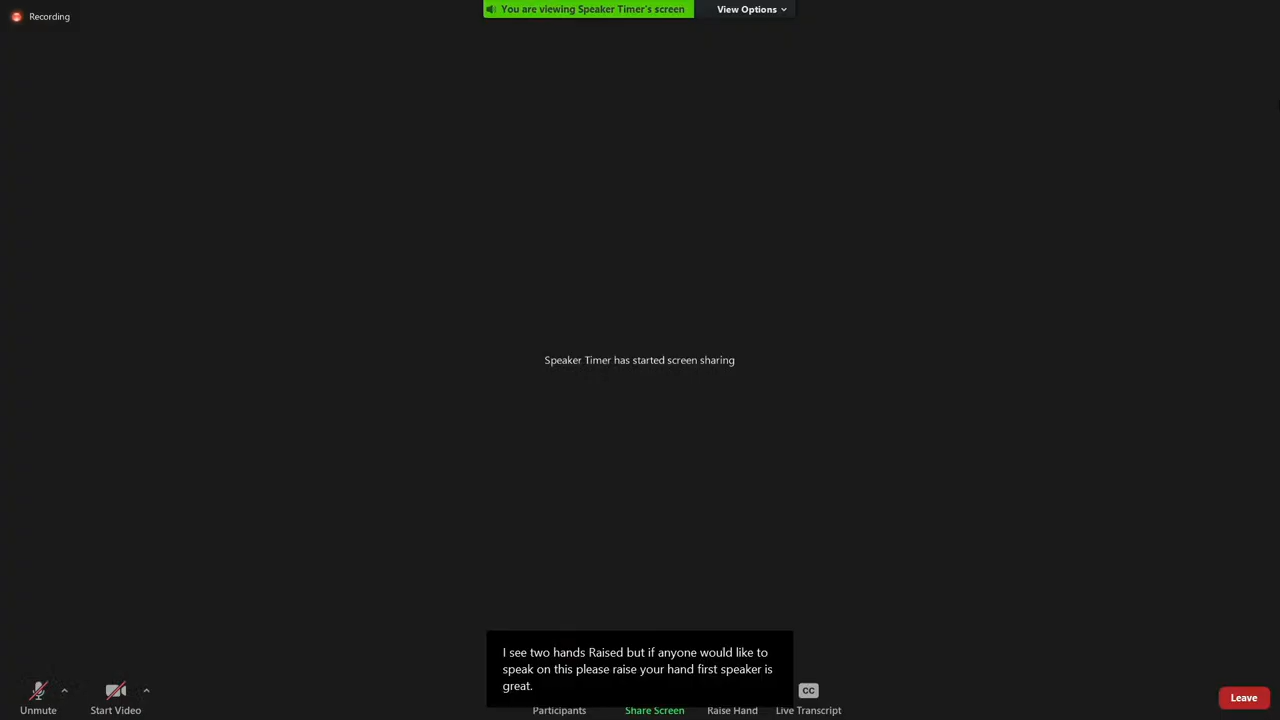 Recording
You are viewing Speaker Timer's screen
View Options
Speaker Timer has started screen sharing
I see two hands Raised but if anyone would like to
speak on this please raise your hand first speaker is
great.
CC
Unmute
Start Video
Participants
Share Screen
Raise Hand
Live Transcript
Leave